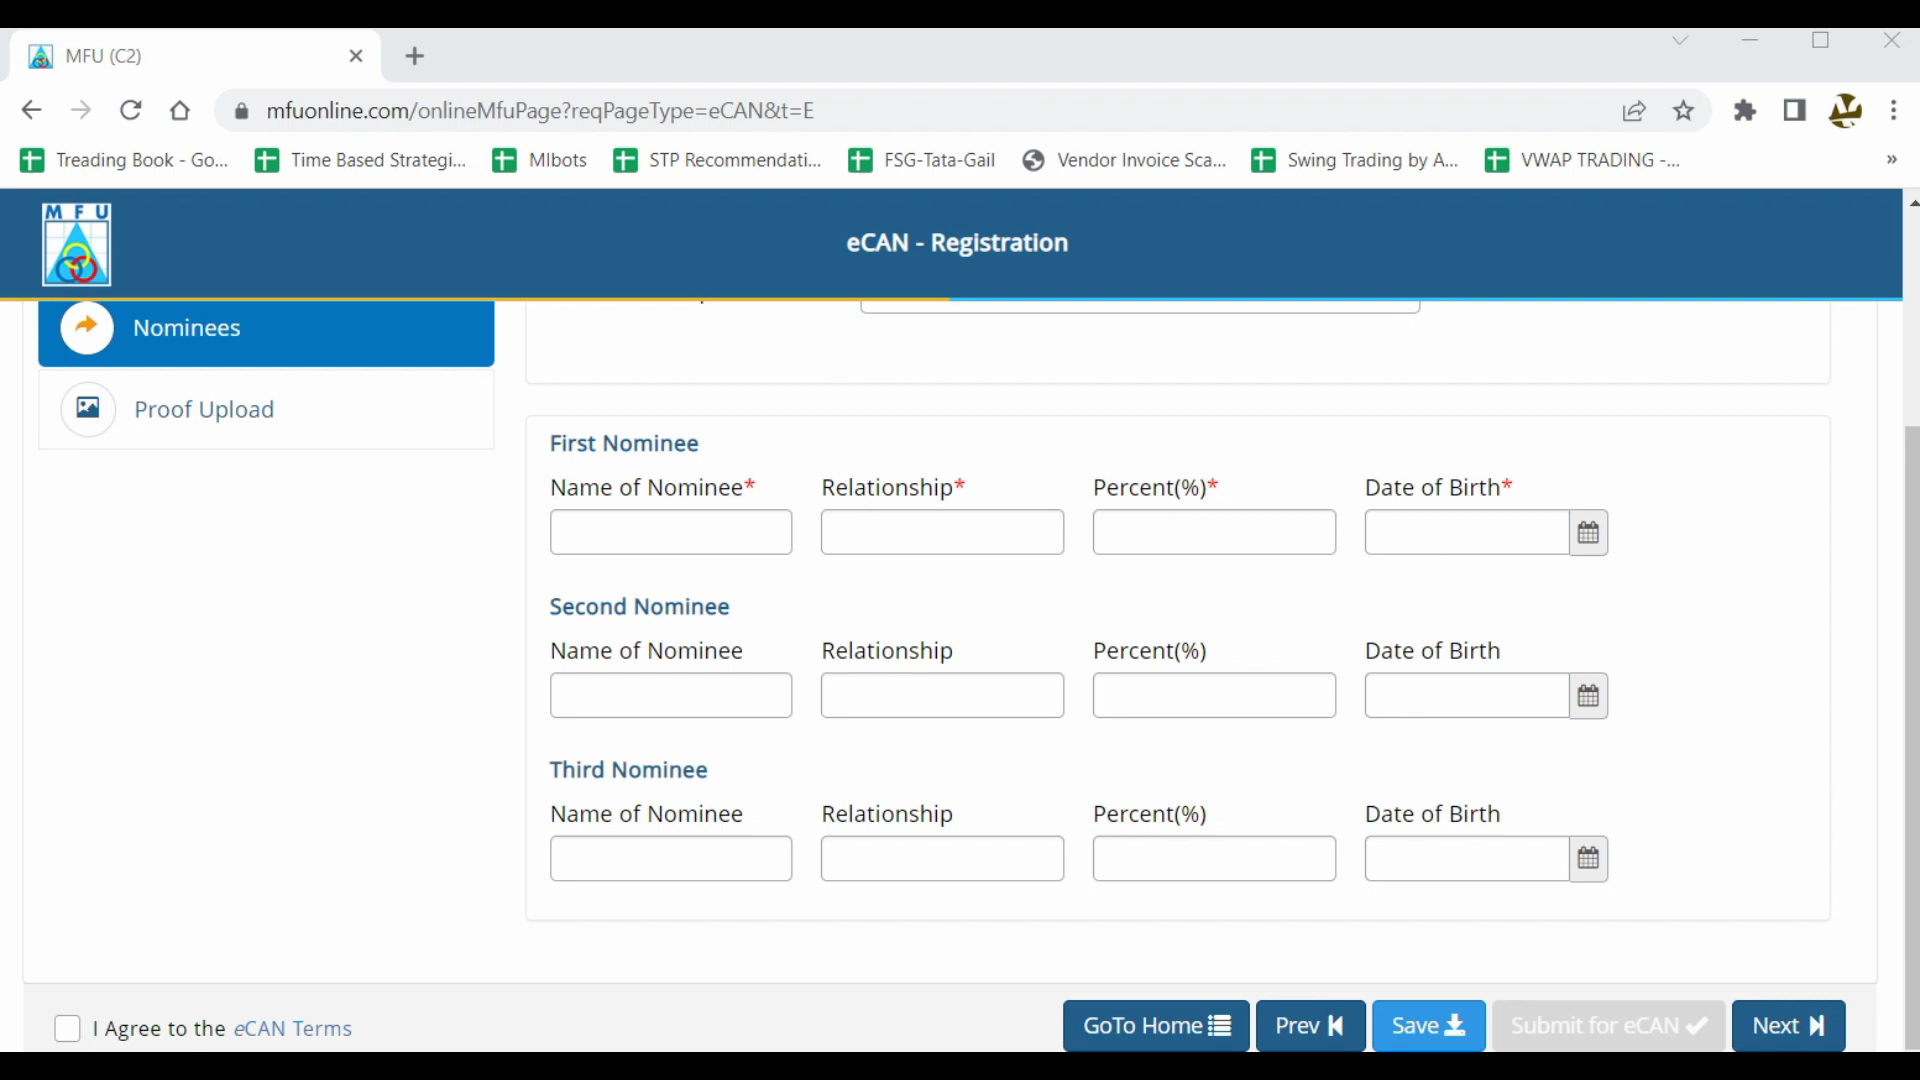 MFU (C2)
mfuonline.com/onlineMfuPage?reqPageType=eCAN&t=E
Treading Book - Go... Time Based Strategi... MIbots STP Recommendati... FSG-Tata-Gail Vendor Invoice Sca... Swing Trading by A... VWAP TRADING -... »
M F U
eCAN - Registration
Nominees
Proof Upload
First Nominee
Name of Nominee* Relationship* Percent(%)* Date of Birth*
Second Nominee
Name of Nominee Relationship Percent(%) Date of Birth
Third Nominee
Name of Nominee Relationship Percent(%) Date of Birth
I Agree to the eCAN Terms
GoTo Home Prev Save Submit for eCAN Next